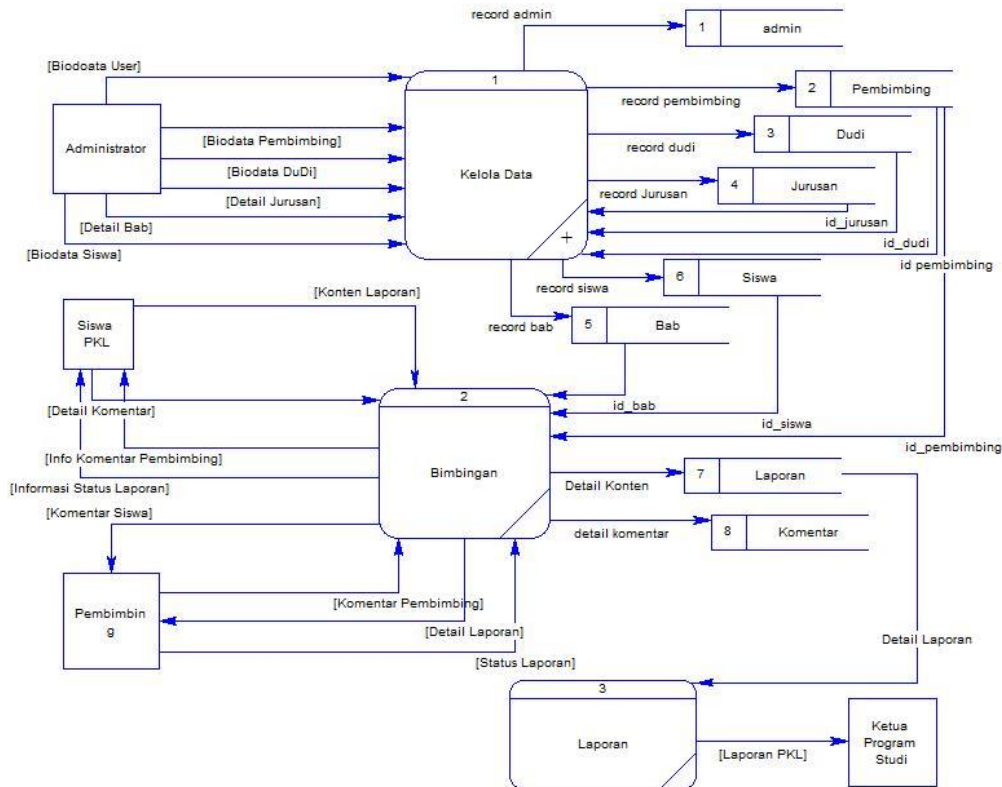 record admin
1
admin
[Biodoata User]
1
2
Pembimbing
record pembimbing
3
Dudi
Administrator
[Biodata Pembimbing]
record dudi
[Biodata DuDi]
Kelola Data
4
Jurusan
record Jurusan
[Detail Jurusan]
id_jurusan
[Detail Bab]
+
id_dudi
[Biodata Siswa]
id pembimbing
6
Siswa
record siswa
[Konten Laporan]
Siswa
PKL
record bab
5
Bab
2
id_bab
[Detail Komentar]
id_siswa
id_pembimbing
[Info Komentar Pembimbing]
Bimbingan
7
Laporan
Detail Konten
[Informasi Status Laporan]
[Komentar Siswa]
detail komentar
8
Komentar
Pembimbin
g
[Komentar Pembimbing]
[Detail Laporan]
Detail Laporan
[Status Laporan]
3
Laporan
[Laporan PKL]
Ketua
Program
Studi